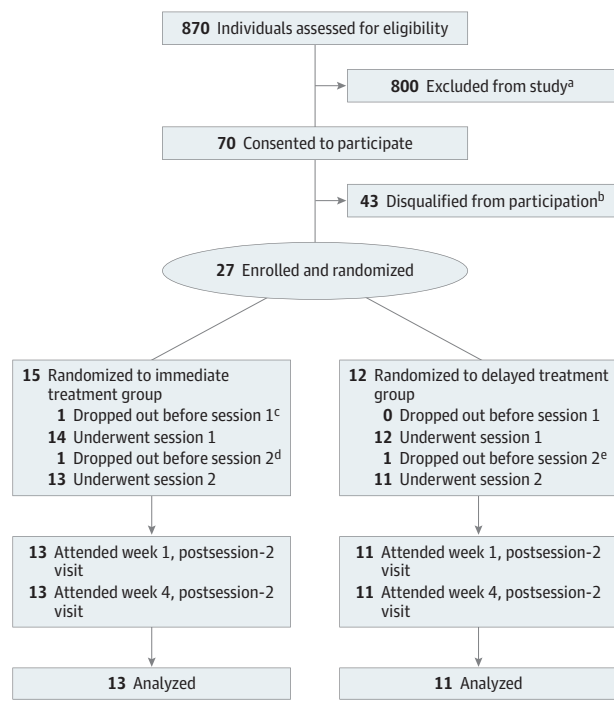 870 Individuals assessed for eligibility
800 Excluded from studyᵃ
70 Consented to participate
43 Disqualified from participationᵇ
27 Enrolled and randomized
15 Randomized to immediate
treatment group
1 Dropped out before session 1ᶜ
14 Underwent session 1
1 Dropped out before session 2ᵈ
13 Underwent session 2
12 Randomized to delayed treatment
group
0 Dropped out before session 1
12 Underwent session 1
1 Dropped out before session 2ᵉ
11 Underwent session 2
13 Attended week 1, postsession-2
visit
13 Attended week 4, postsession-2
visit
11 Attended week 1, postsession-2
visit
11 Attended week 4, postsession-2
visit
13 Analyzed
11 Analyzed